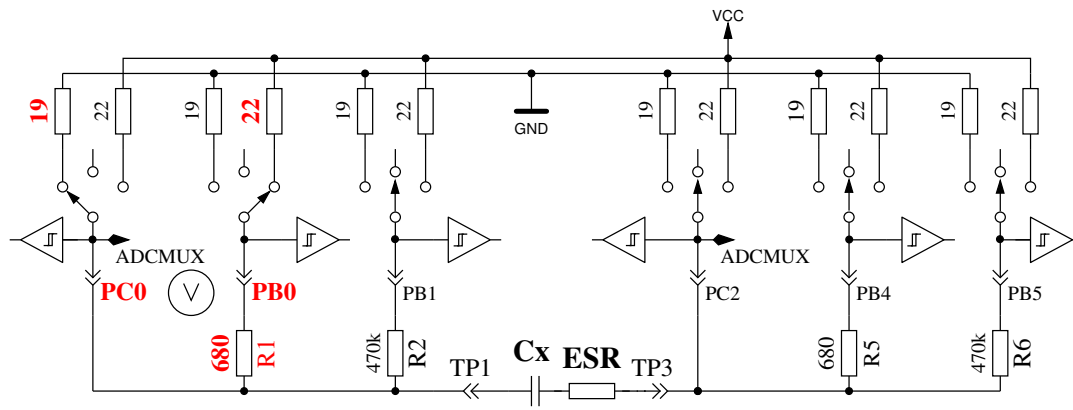 VCC
19
22
19
22
19
22
19
22
19
22
19
22
GND
ADCMUX
ADCMUX
PC0
V
PB0
PB1
PC2
PB4
PB5
680
R1
470k
R2
680
R5
470k
R6
TP1
Cx
ESR
TP3